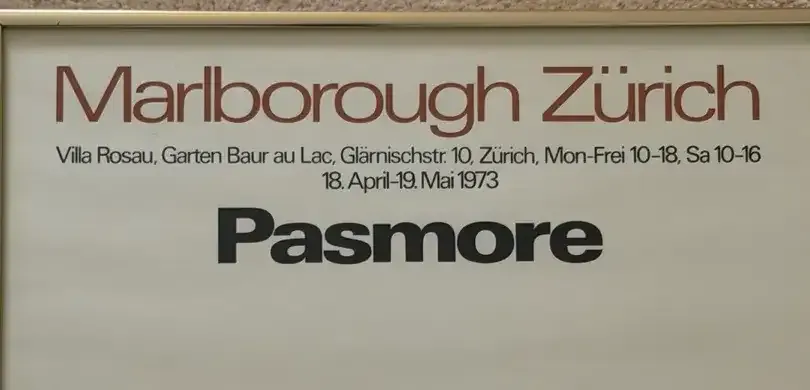 Marlborough Zürich
Villa Rosau, Garten Baur au Lac, Glärnischstr. 10, Zürich, Mon-Frei 10-18, Sa 10-16
18. April-19. Mai 1973
Pasmore